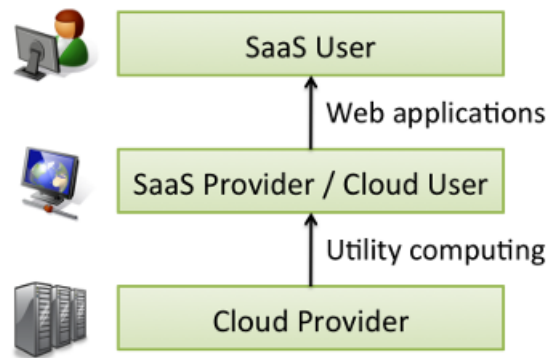 SaaS User
Web applications
SaaS Provider / Cloud User
Utility computing
Cloud Provider